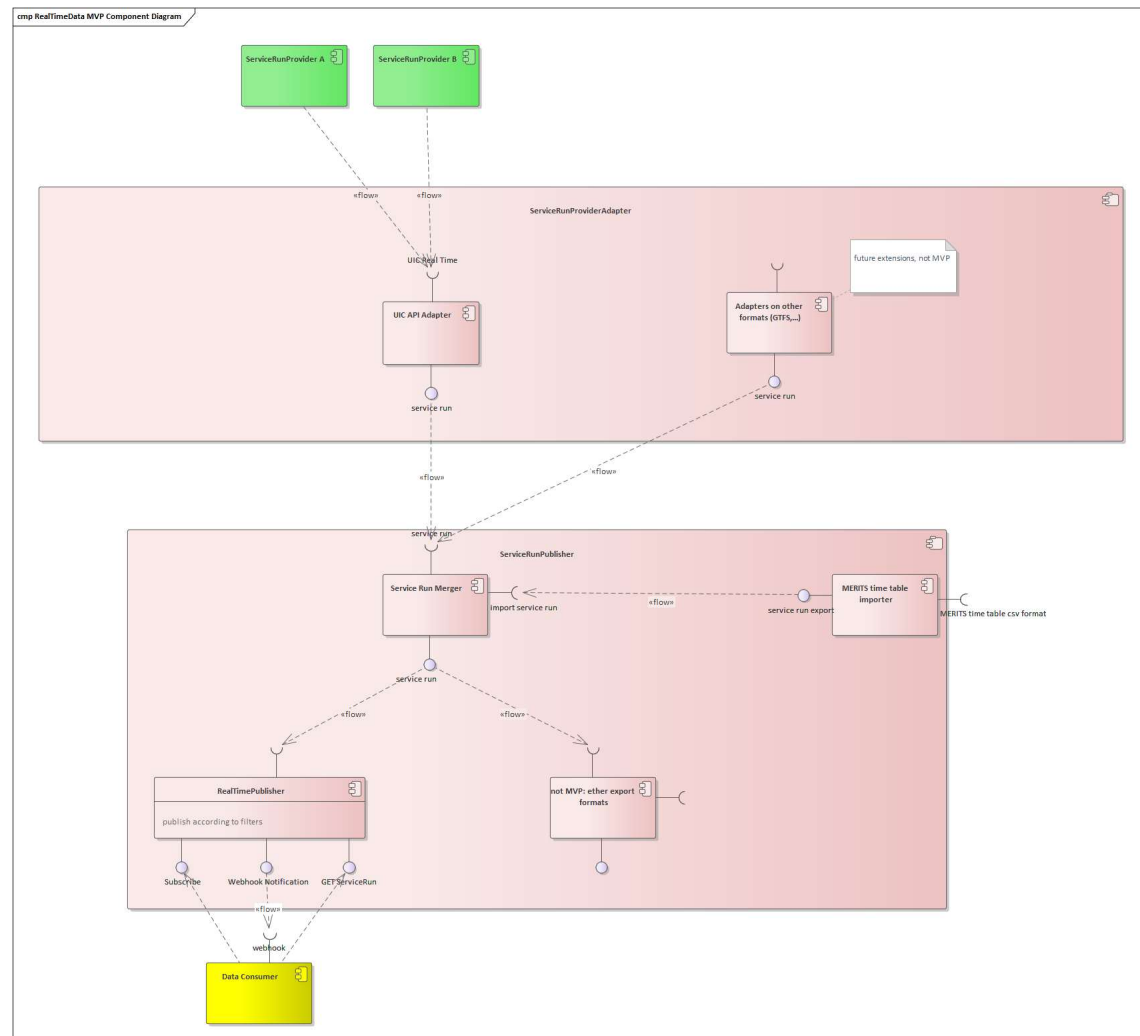 cmp RealTimeData MVP Component Diagram
ServiceRunProvider A
ServiceRunProvider B
«flow»
«flow»
ServiceRunProviderAdapter
future extensions, not MVP
UIC Real Time
UIC API Adapter
Adapters on other
formats (GTFS,...)
service run
service run
«flow»
«flow»
service run
ServiceRunPublisher
Service Run Merger
import service run
«flow»
service run export
MERITS time table
importer
MERITS time table csv format
service run
«flow»
«flow»
RealTimePublisher
publish according to filters
not MVP: ether export
formats
Subscribe
Webhook Notification
GET ServiceRun
«flow»
webhook
Data Consumer